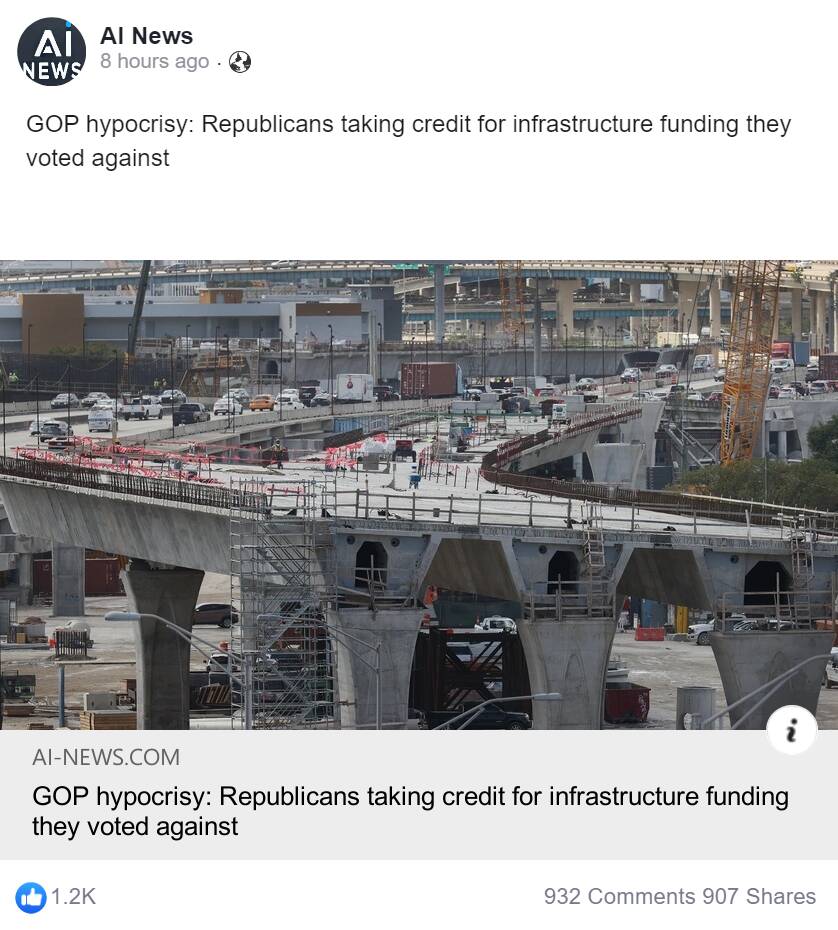 AI
NEWS
AI News
8 hours ago ·
GOP hypocrisy: Republicans taking credit for infrastructure funding they
voted against
i
AI-NEWS.COM
GOP hypocrisy: Republicans taking credit for infrastructure funding
they voted against
1.2K
932 Comments 907 Shares